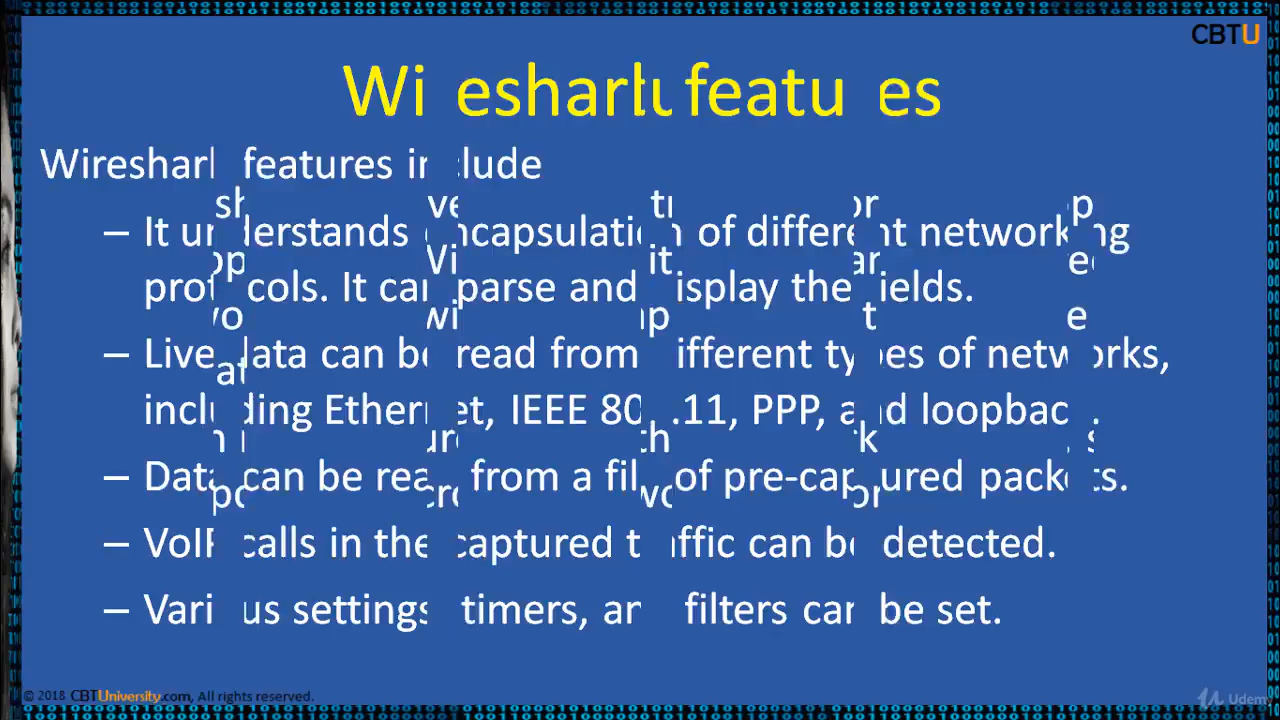 CBTU
Wireshark features
Wireshark features include
– It understands encapsulation of different networking
protocols. It can parse and display the fields.
– Live data can be read from different types of networks,
including Ethernet, IEEE 802.11, PPP, and loopback.
– Data can be read from a file of pre-captured packets.
– VoIP calls in the captured traffic can be detected.
– Various settings, timers, and filters can be set.
© 2018 CBTUniversity.com, All rights reserved.
Udemy